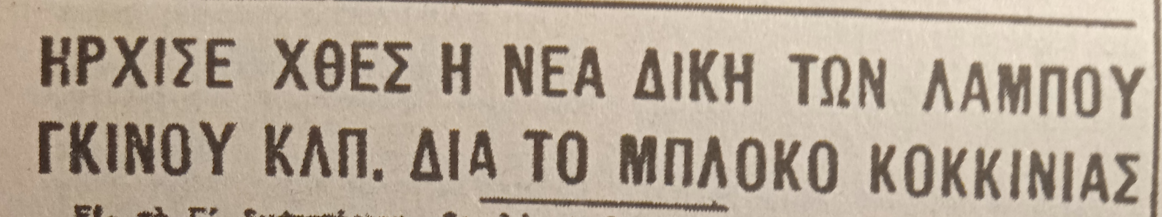 ΗΡΧΙΣΕ ΧΘΕΣ Η ΝΕΑ ΔΙΚΗ ΤΩΝ ΛΑΜΠΟΥ
ΓΚΙΝΟΥ ΚΛΠ. ΔΙΑ ΤΟ ΜΠΛΟΚΟ ΚΟΚΚΙΝΙΑΣ